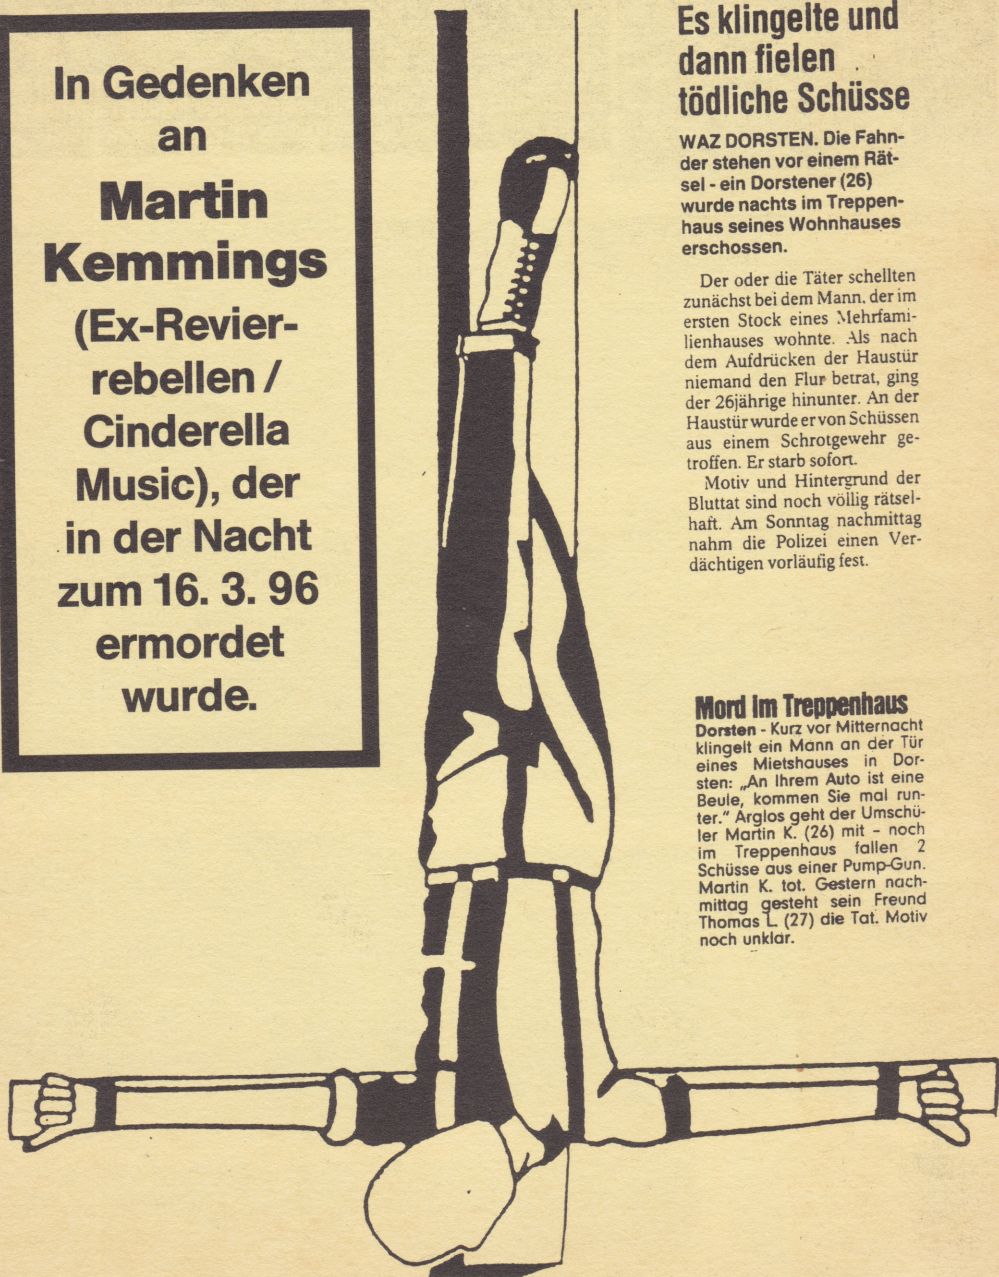 In Gedenken
an
Martin
Kemmings
(Ex-Revier-
rebellen /
Cinderella
Music), der
in der Nacht
zum 16. 3. 96
ermordet
wurde.
Es klingelte und
dann fielen
tödliche Schüsse
WAZ DORSTEN. Die Fahn-
der stehen vor einem Rät-
sel - ein Dorstener (26)
wurde nachts im Treppen-
haus seines Wohnhauses
erschossen.
Der oder die Täter schellten
zunächst bei dem Mann, der im
ersten Stock eines Mehrfami-
lienhauses wohnte. Als nach
dem Aufdrücken der Haustür
niemand den Flur betrat, ging
der 26jährige hinunter. An der
Haustür wurde er von Schüssen
aus einem Schrotgewehr ge-
troffen. Er starb sofort.
Motiv und Hintergrund der
Bluttat sind noch völlig rätsel-
haft. Am Sonntag nachmittag
nahm die Polizei einen Ver-
dächtigen vorläufig fest.
Mord im Treppenhaus
Dorsten - Kurz vor Mitternacht
klingelt ein Mann an der Tür
eines Mietshauses in Dor-
sten: „An Ihrem Auto ist eine
Beule, kommen Sie mal run-
ter." Arglos geht der Umschü-
ler Martin K. (26) mit – noch
im Treppenhaus fallen 2
Schüsse aus einer Pump-Gun.
Martin K. tot. Gestern nach-
mittag gesteht sein Freund
Thomas L. (27) die Tat. Motiv
noch unklar.